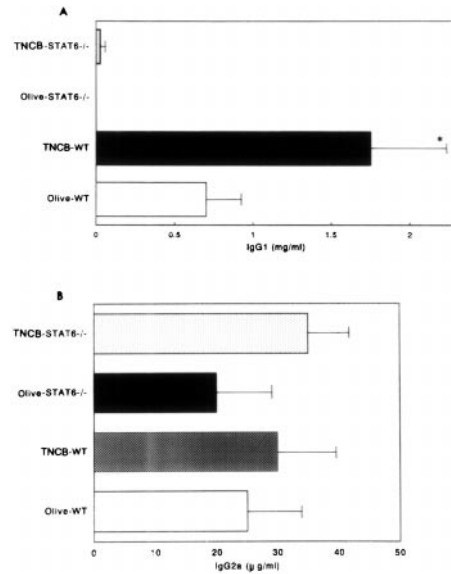 A
TNCB-STAT6-/-
Olive-STAT6-/-
TNCB-WT
*
Olive-WT
0 0.5 1 1.5 2
IgG1 (mg/ml)
B
TNCB-STAT6-/-
Olive-STAT6-/-
TNCB-WT
Olive-WT
0 10 20 30 40 50
IgG2a (μg/ml)